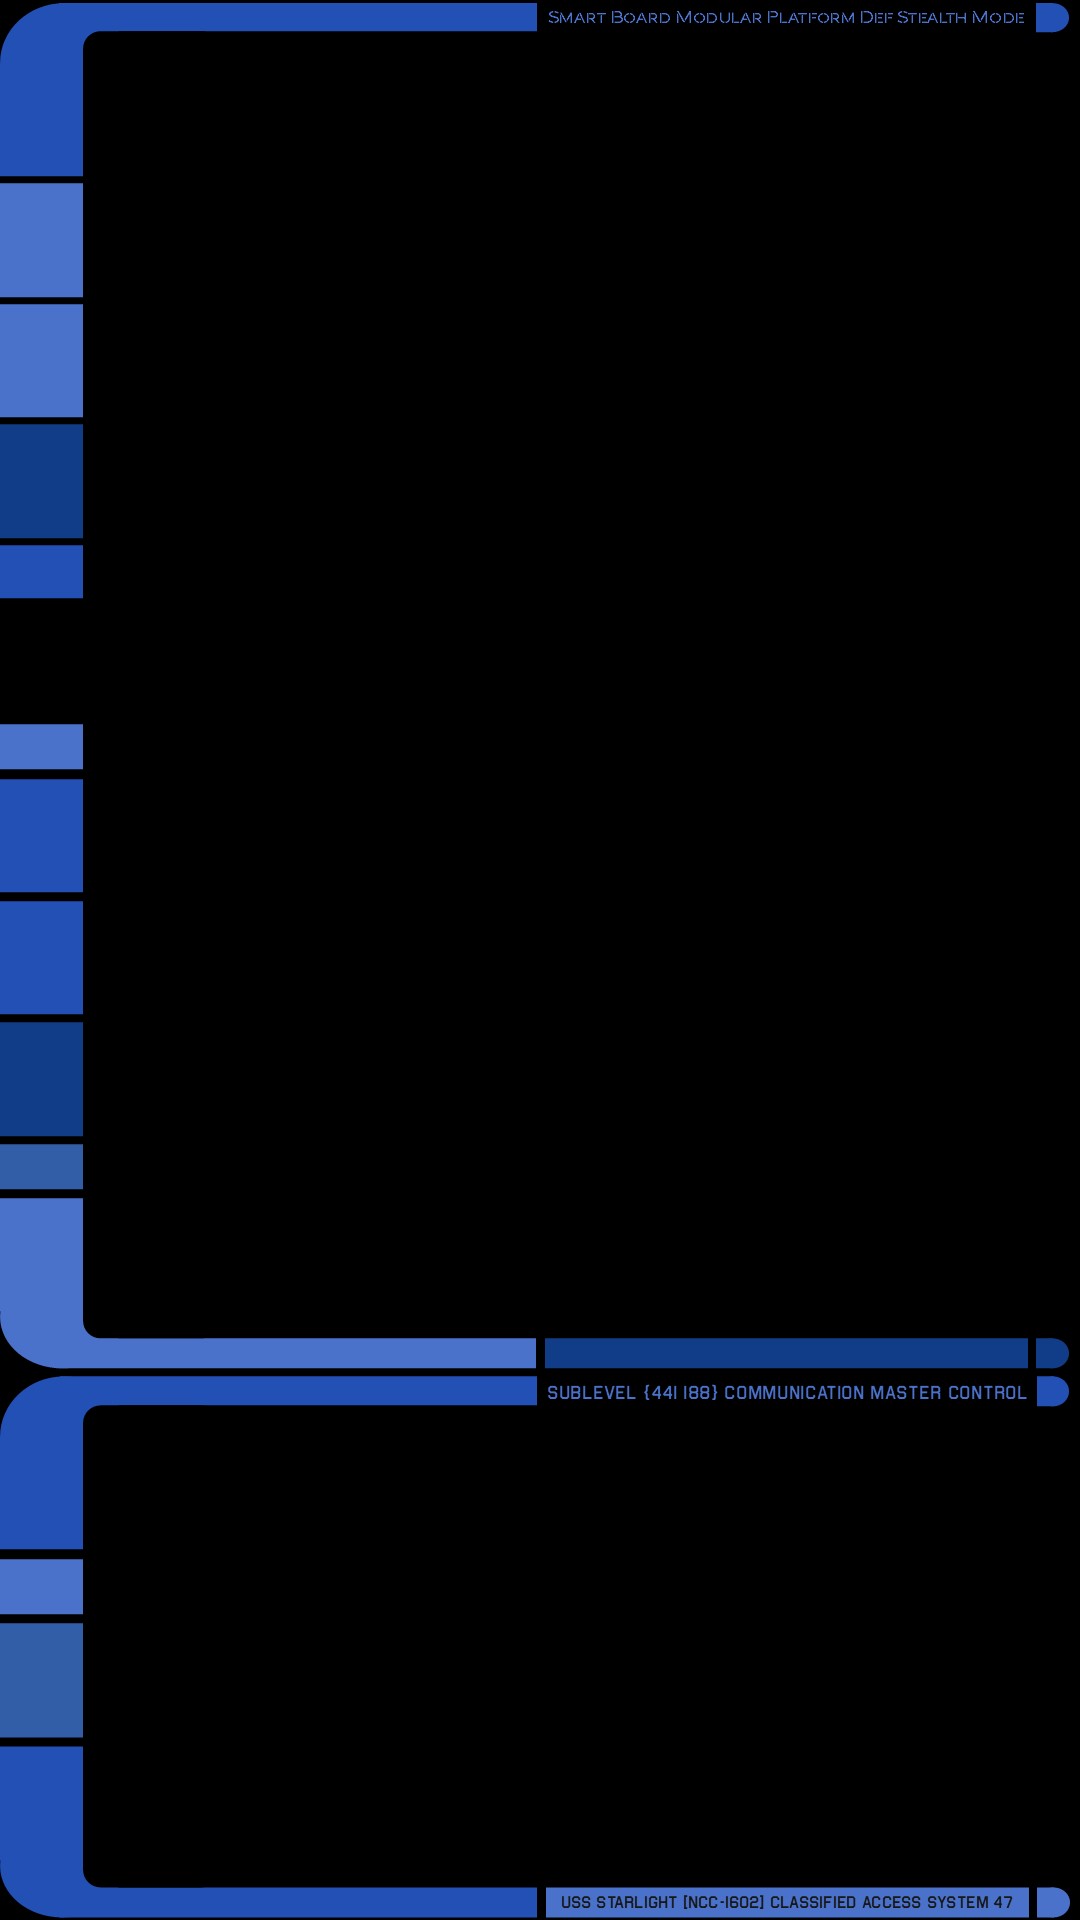 Smart Board Modular Platform Def Stealth Mode
SUBLEVEL {441 188} COMMUNICATION MASTER CONTROL
USS STARLIGHT [NCC-1602] CLASSIFIED ACCESS SYSTEM 47